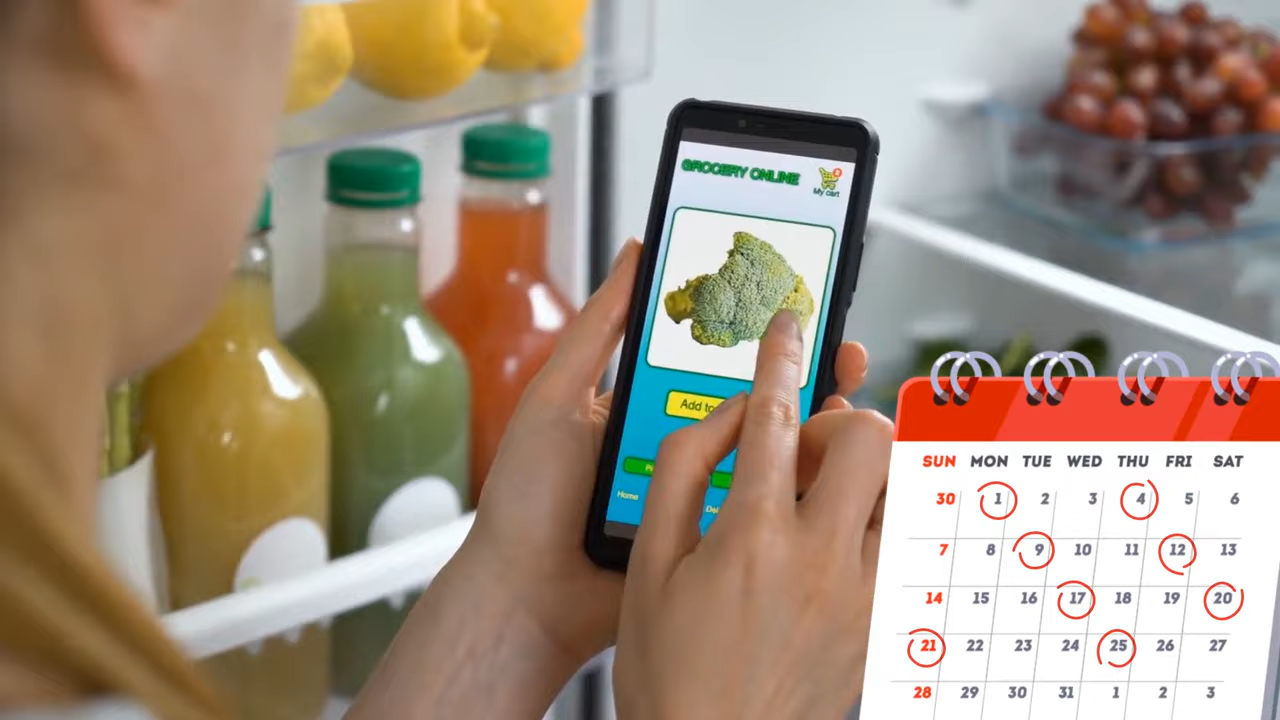 GROCERY ONLINE
My cart
Add to
Home
SUN MON TUE WED THU FRI SAT
30 1 2 3 4 5 6
7 8 9 10 11 12 13
14 15 16 17 18 19 20
21 22 23 24 25 26 27
28 29 30 31 1 2 3